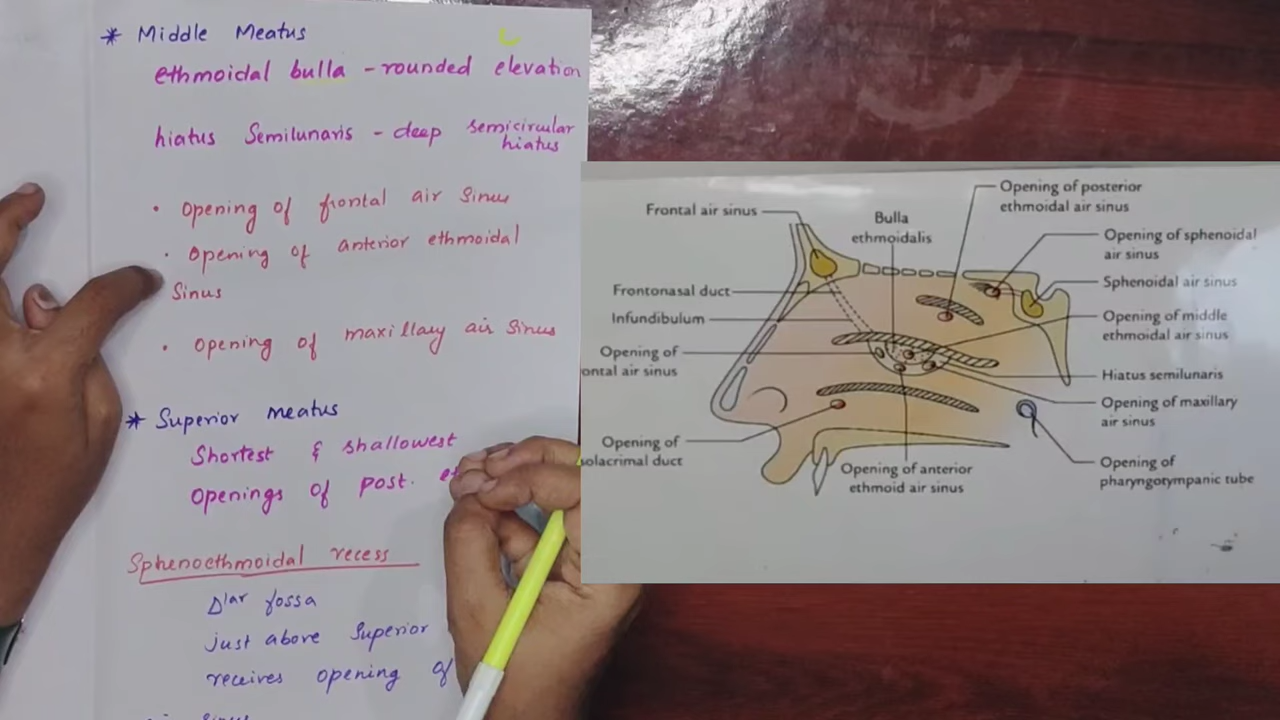 * Middle Meatus
ethmoidal bulla - rounded elevation
hiatus Semilunaris - deep semicircular
hiatus
• Opening of frontal air Sinus
• Opening of anterior ethmoidal
Sinus
• Opening of maxillary air Sinus
* Superior meatus
Shortest & shallowest
Openings of post.
Sphenoethmoidal recess
Δlar fossa
just above Superior
receives opening of
Sinus
Frontal air sinus
Bulla
ethmoidalis
Opening of posterior
ethmoidal air sinus
Opening of sphenoidal
air sinus
Sphenoidal air sinus
Frontonasal duct
Infundibulum
Opening of middle
ethmoidal air sinus
Opening of
ontal air sinus
Hiatus semilunaris
Opening of maxillary
air sinus
Opening of
solacrimal duct
Opening of anterior
ethmoid air sinus
Opening of
pharyngotympanic tube